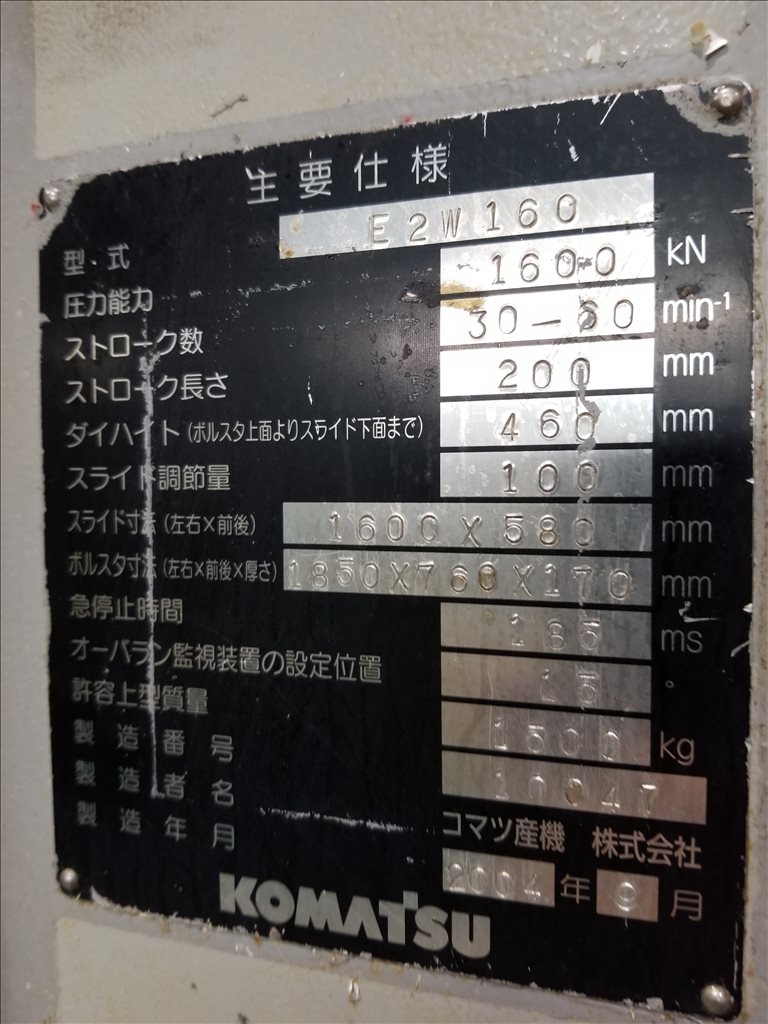 主要仕様
型式 E2W160
圧力能力 1600 kN
ストローク数 30-60 min-1
ストローク長さ 200 mm
ダイハイト(ボルスタ上面よりスライド下面まで) 460 mm
スライド調節量 100 mm
スライド寸法(左右×前後) 1600X580 mm
ボルスタ寸法(左右×前後×厚さ) 1850X760X170 mm
急停止時間 185 ms
オーバラン監視装置の設定位置 15 °
許容上型質量 1500 kg
製造番号 10047
製造者名 コマツ産機 株式会社
製造年月 2004 年 9 月
KOMATSU